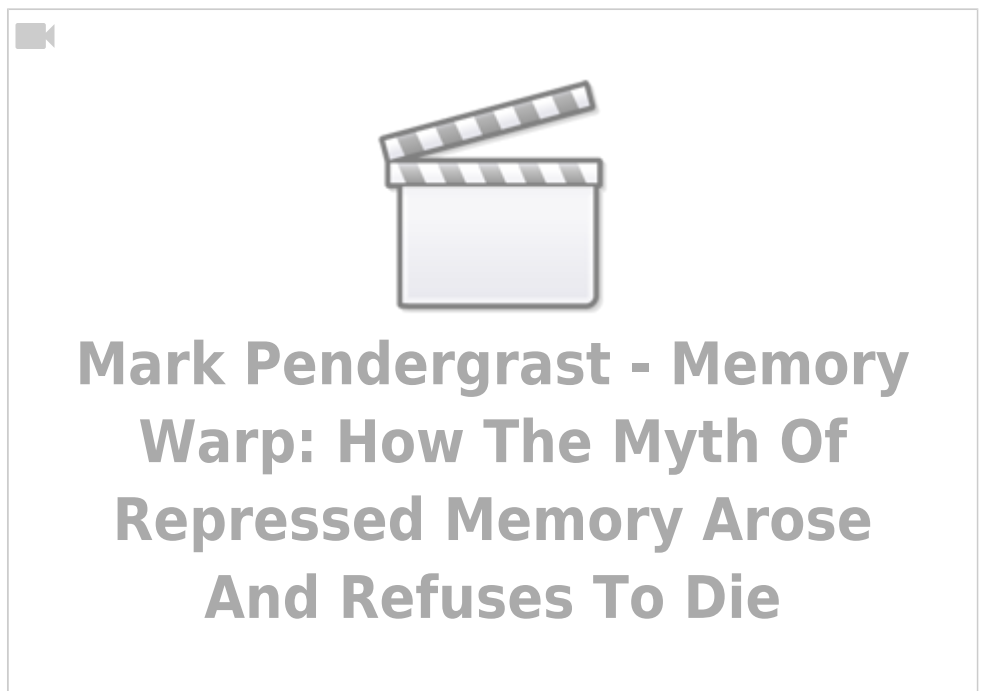 Mark Pendergrast - Memory
Warp: How The Myth Of
Repressed Memory Arose
And Refuses To Die